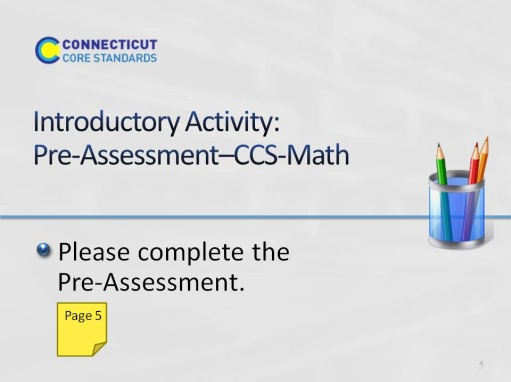 CONNECTICUT
CORE STANDARDS
Introductory Activity:
Pre-Assessment–CCS-Math
Please complete the
Pre-Assessment.
Page 5
5